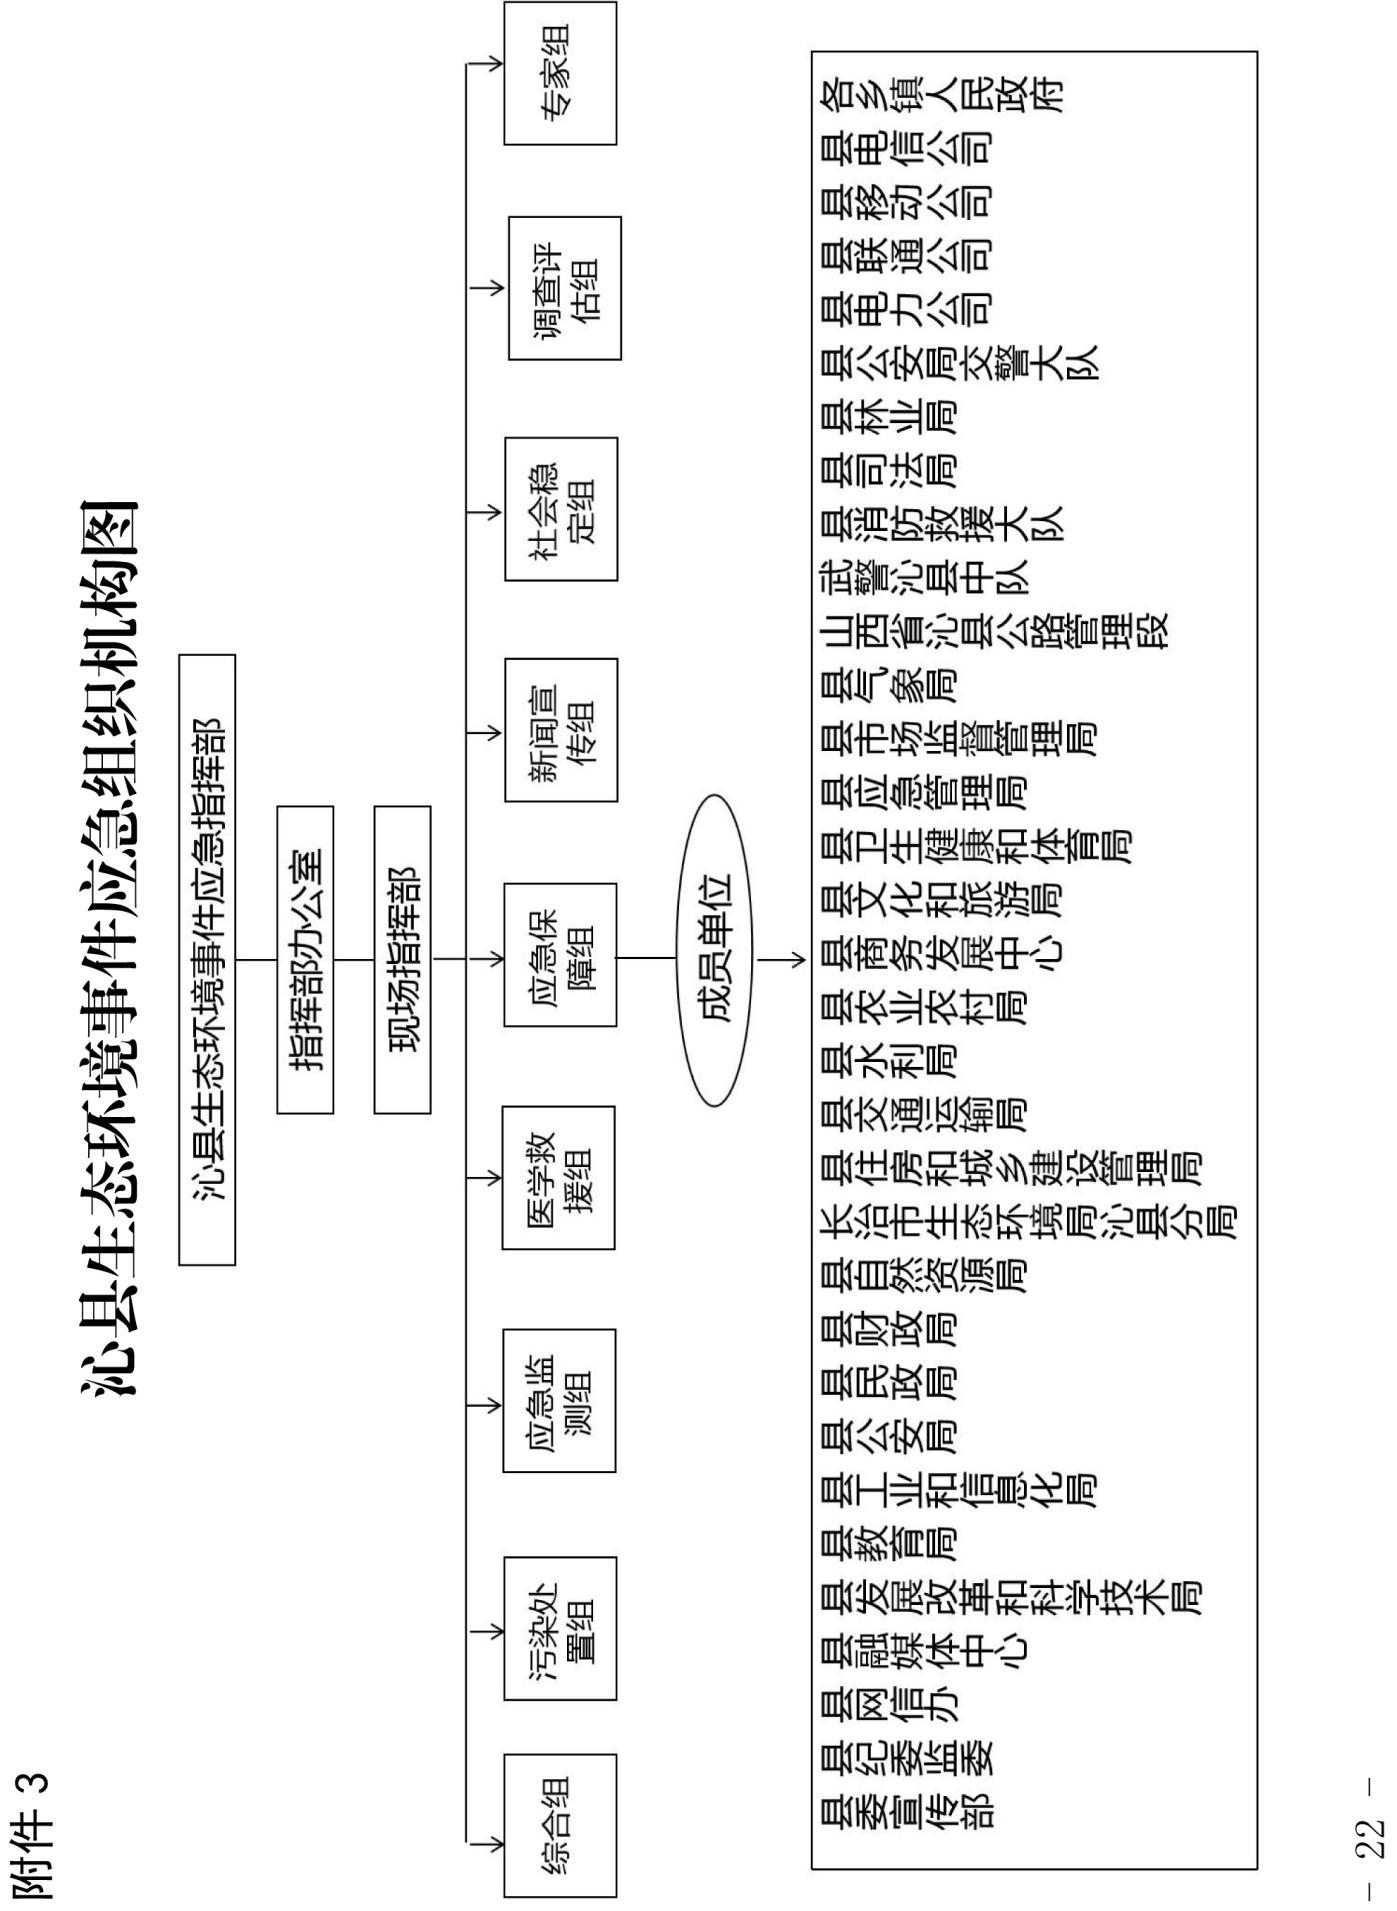 附件 3
沁县生态环境事件应急组织机构图
沁县生态环境事件应急指挥部
指挥部办公室
现场指挥部
综合组
污染处
置组
应急监
测组
医学救
援组
应急保
障组
新闻宣
传组
社会稳
定组
调查评
估组
专家组
成员单位
县委宣传部
县纪委监委
县网信办
县融媒体中心
县发展改革和科学技术局
县教育局
县工业和信息化局
县公安局
县民政局
县财政局
县自然资源局
长治市生态环境局沁县分局
县住房和城乡建设管理局
县交通运输局
县水利局
县农业农村局
县商务发展中心
县文化和旅游局
县卫生健康和体育局
县应急管理局
县市场监督管理局
县气象局
山西省沁县公路管理段
武警沁县中队
县消防救援大队
县司法局
县林业局
县公安局交警大队
县电力公司
县联通公司
县移动公司
县电信公司
各乡镇人民政府
- 22 -